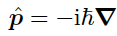 p̂ = −iℏ∇